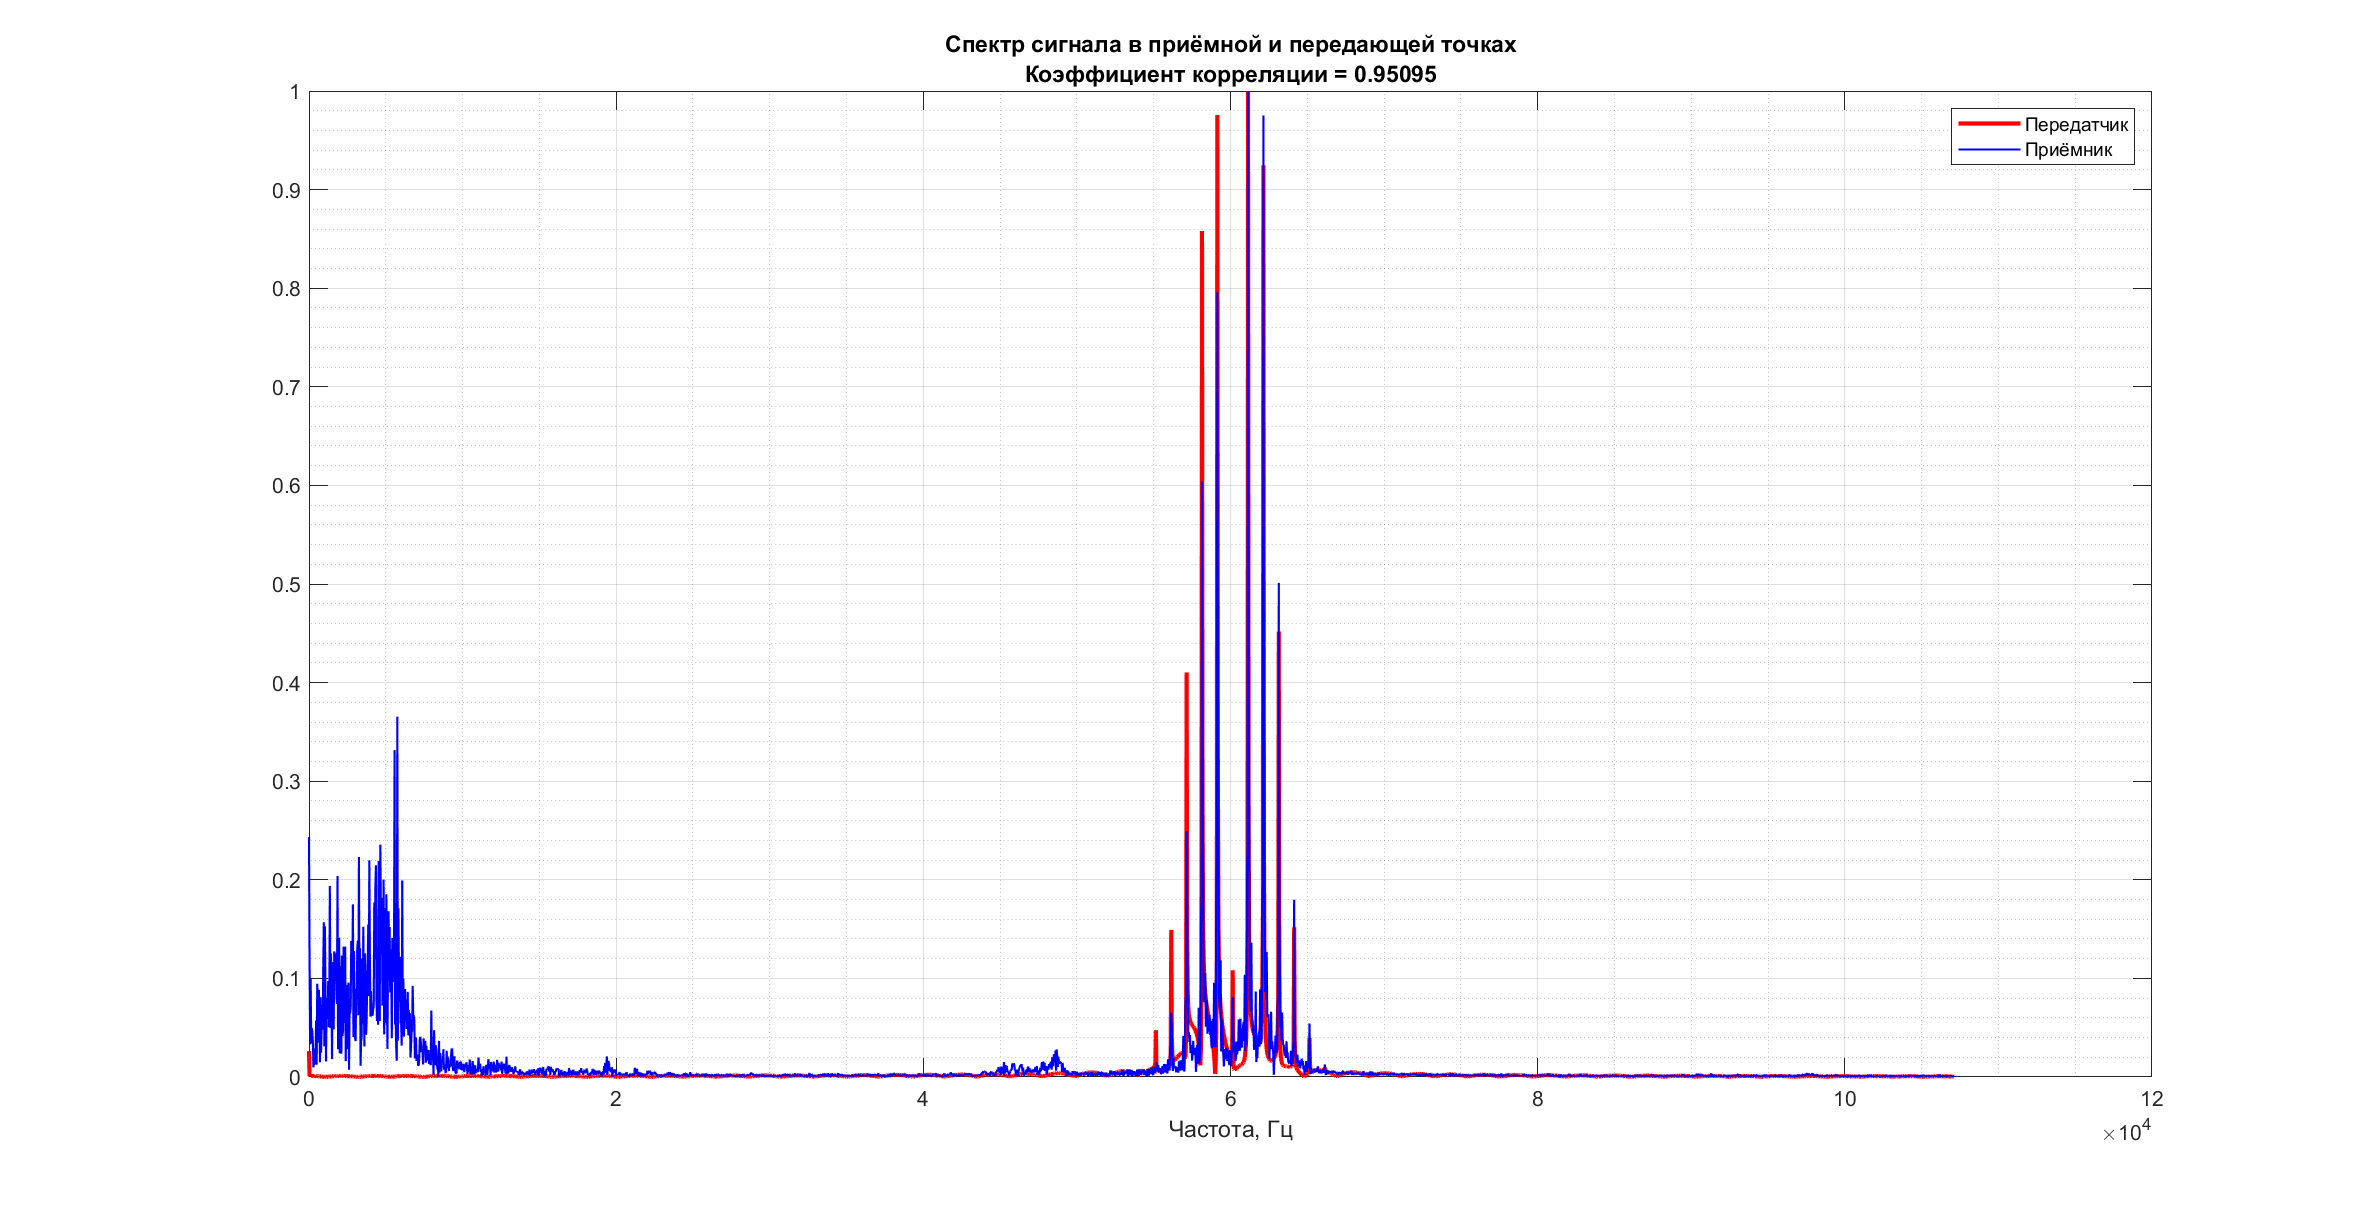 Спектр сигнала в приёмной и передающей точках
Коэффициент корреляции = 0.95095
1
0.9
0.8
0.7
0.6
0.5
0.4
0.3
0.2
0.1
0
Передатчик
Приёмник
0 2 4 6 8 10 12
Частота, Гц
×10⁴